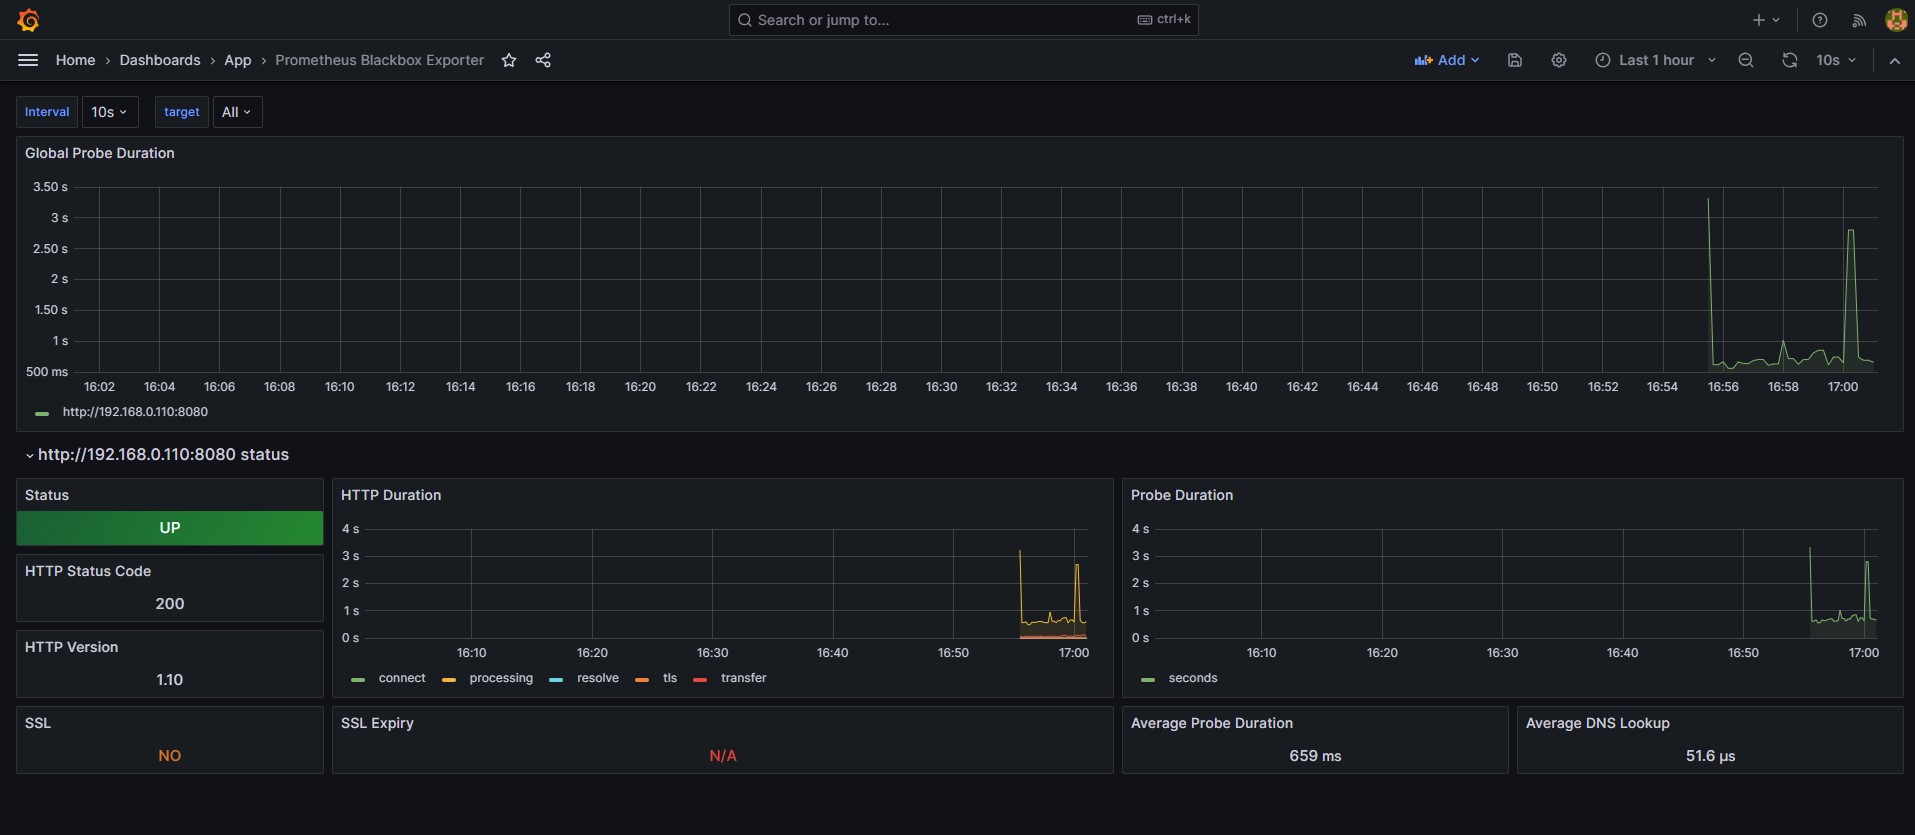 Search or jump to... ctrl+k
Home › Dashboards › App › Prometheus Blackbox Exporter Add Last 1 hour 10s
Interval 10s target All
Global Probe Duration
3.50 s
3 s
2.50 s
2 s
1.50 s
1 s
500 ms
16:02 16:04 16:06 16:08 16:10 16:12 16:14 16:16 16:18 16:20 16:22 16:24 16:26 16:28 16:30 16:32 16:34 16:36 16:38 16:40 16:42 16:44 16:46 16:48 16:50 16:52 16:54 16:56 16:58 17:00
http://192.168.0.110:8080
http://192.168.0.110:8080 status
Status
UP
HTTP Status Code
200
HTTP Version
1.10
HTTP Duration
4 s
3 s
2 s
1 s
0 s
16:10 16:20 16:30 16:40 16:50 17:00
connect processing resolve tls transfer
Probe Duration
4 s
3 s
2 s
1 s
0 s
16:10 16:20 16:30 16:40 16:50 17:00
seconds
SSL
NO
SSL Expiry
N/A
Average Probe Duration
659 ms
Average DNS Lookup
51.6 µs